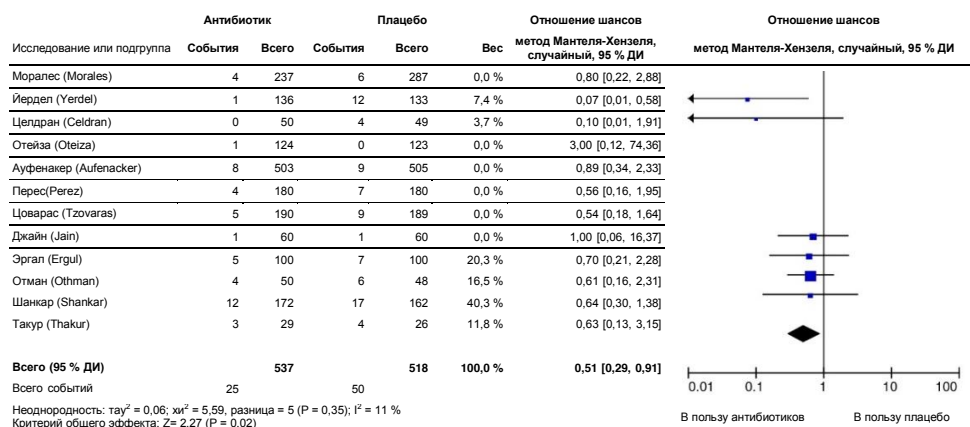 Антибиотик Плацебо Отношение шансов Отношение шансов
Исследование или подгруппа События Всего События Всего Вес метод Мантеля-Хензеля, случайный, 95 % ДИ метод Мантеля-Хензеля, случайный, 95 % ДИ
Моралес (Morales) 4 237 6 287 0,0 % 0,80 [0,22, 2,88]
Йердел (Yerdel) 1 136 12 133 7,4 % 0,07 [0,01, 0,58]
Целдран (Celdran) 0 50 4 49 3,7 % 0,10 [0,01, 1,91]
Отейза (Oteiza) 1 124 0 123 0,0 % 3,00 [0,12, 74,36]
Ауфенакер (Aufenacker) 8 503 9 505 0,0 % 0,89 [0,34, 2,33]
Перес(Perez) 4 180 7 180 0,0 % 0,56 [0,16, 1,95]
Цоварас (Tzovaras) 5 190 9 189 0,0 % 0,54 [0,18, 1,64]
Джайн (Jain) 1 60 1 60 0,0 % 1,00 [0,06, 16,37]
Эргал (Ergul) 5 100 7 100 20,3 % 0,70 [0,21, 2,28]
Отман (Othman) 4 50 6 48 16,5 % 0,61 [0,16, 2,31]
Шанкар (Shankar) 12 172 17 162 40,3 % 0,64 [0,30, 1,38]
Такур (Thakur) 3 29 4 26 11,8 % 0,63 [0,13, 3,15]
Всего (95 % ДИ) 537 518 100,0 % 0,51 [0,29, 0,91]
Всего событий 25 50
0.01 0.1 1 10 100
Неоднородность: тау² = 0,06; хи² = 5,59, разница = 5 (P = 0,35); I² = 11 %
Критерий общего эффекта: Z= 2,27 (P = 0,02)
В пользу антибиотиков В пользу плацебо